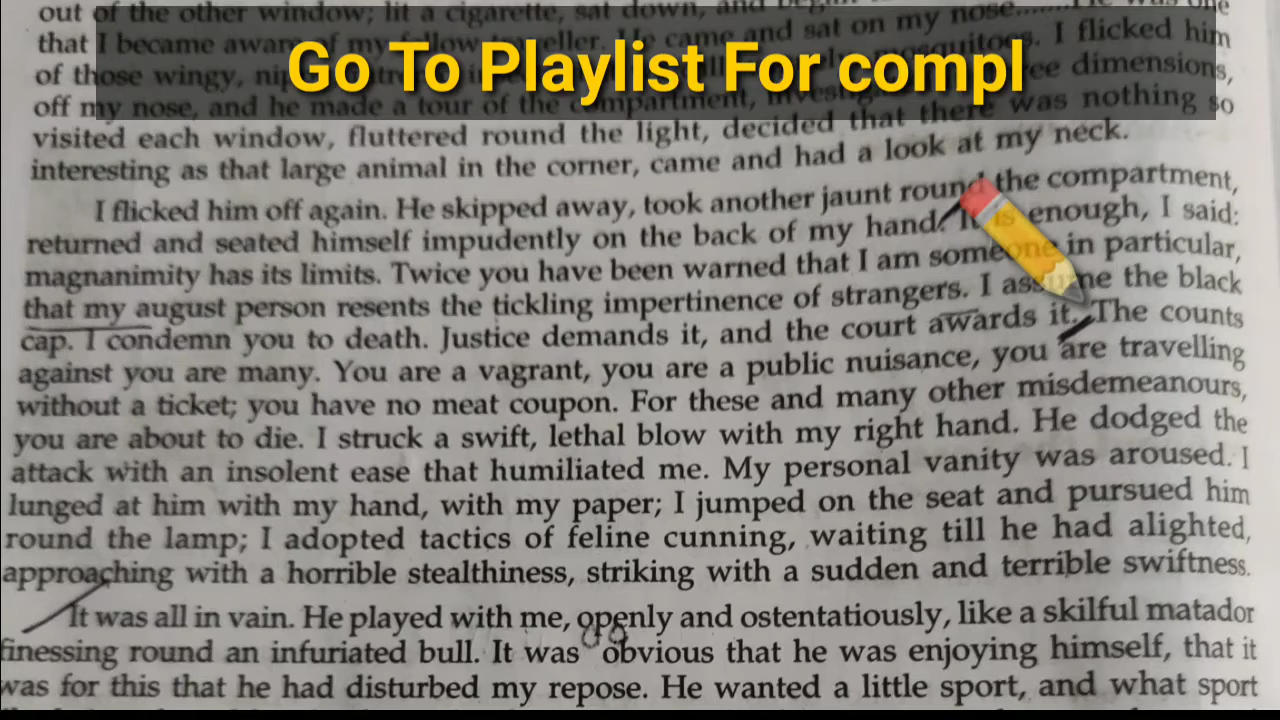 out of the other window; lit a cigarette, sat down, and
Go To Playlist For compl
that I became aware of my fellow traveller. He came and sat on my nose...... He was one
of those wingy, mosquitoes. I flicked him
off my nose, and he made a tour of the compartment, dimensions,
visited each window, fluttered round the light, decided that there was nothing so
interesting as that large animal in the corner, came and had a look at my neck.
I flicked him off again. He skipped away, took another jaunt round the compartment,
returned and seated himself impudently on the back of my hand. It is enough, I said:
magnanimity has its limits. Twice you have been warned that I am someone in particular,
that my august person resents the tickling impertinence of strangers. I assume the black
cap. I condemn you to death. Justice demands it, and the court awards it. The counts
against you are many. You are a vagrant, you are a public nuisance, you are travelling
without a ticket; you have no meat coupon. For these and many other misdemeanours,
you are about to die. I struck a swift, lethal blow with my right hand. He dodged the
attack with an insolent ease that humiliated me. My personal vanity was aroused. I
lunged at him with my hand, with my paper; I jumped on the seat and pursued him
round the lamp; I adopted tactics of feline cunning, waiting till he had alighted,
approaching with a horrible stealthiness, striking with a sudden and terrible swiftness.
It was all in vain. He played with me, openly and ostentatiously, like a skilful matador
finessing round an infuriated bull. It was obvious that he was enjoying himself, that it
was for this that he had disturbed my repose. He wanted a little sport, and what sport